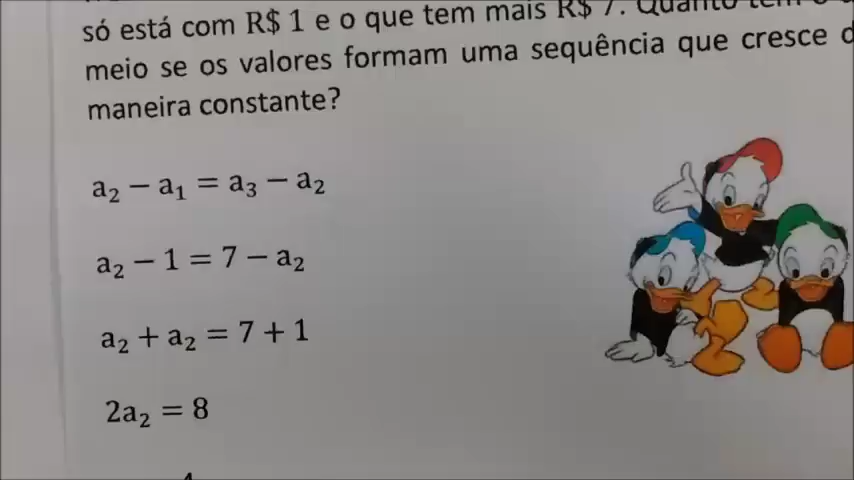 só está com R$ 1 e o que tem mais R$ 7. Quanto tem o
meio se os valores formam uma sequência que cresce d
maneira constante?
a₂ − a₁ = a₃ − a₂
a₂ − 1 = 7 − a₂
a₂ + a₂ = 7 + 1
2a₂ = 8